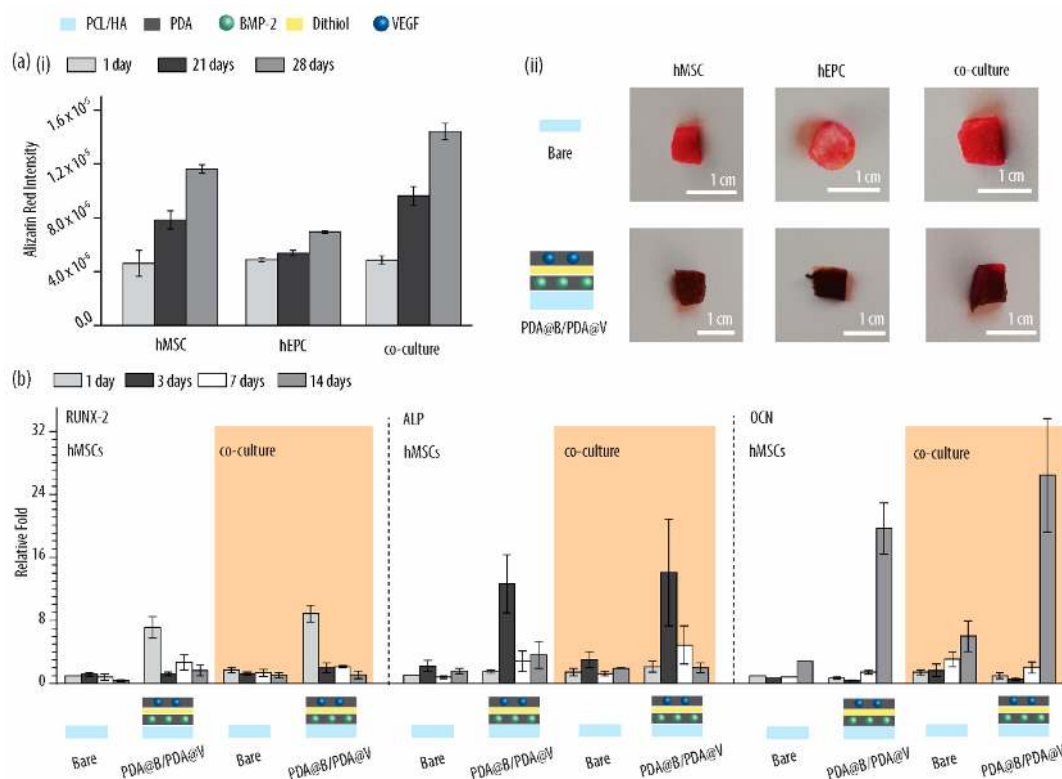 PCL/HA PDA BMP-2 Dithiol VEGF
(a) (i) 1 day 21 days 28 days
Alizarin Red Intensity
1.6 x 10⁻⁵
1.2 x 10⁻⁵
8.0 x 10⁻⁶
4.0 x 10⁻⁶
0.0
hMSC hEPC co-culture
(ii)
hMSC hEPC co-culture
Bare
1 cm 1 cm 1 cm
PDA@B/PDA@V
1 cm 1 cm 1 cm
(b) 1 day 3 days 7 days 14 days
Relative Fold
32
24
16
8
0
RUNX-2 ALP OCN
hMSCs co-culture hMSCs co-culture hMSCs co-culture
Bare PDA@B/PDA@V Bare PDA@B/PDA@V Bare PDA@B/PDA@V Bare PDA@B/PDA@V Bare PDA@B/PDA@V Bare PDA@B/PDA@V